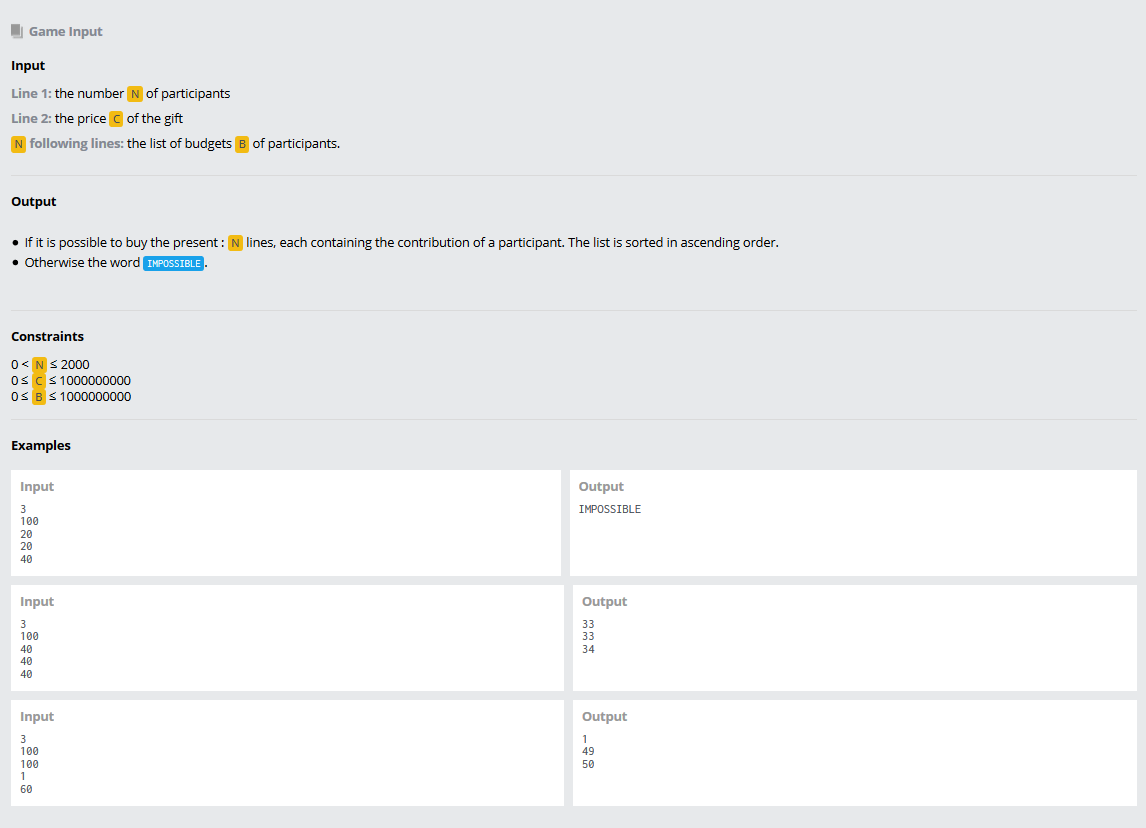 Game Input
Input
Line 1: the number N of participants
Line 2: the price C of the gift
N following lines: the list of budgets B of participants.
Output
● If it is possible to buy the present : N lines, each containing the contribution of a participant. The list is sorted in ascending order.
● Otherwise the word IMPOSSIBLE.
Constraints
0 < N ≤ 2000
0 ≤ C ≤ 1000000000
0 ≤ B ≤ 1000000000
Examples
Input
3
100
20
20
40
Output
IMPOSSIBLE
Input
3
100
40
40
40
Output
33
33
34
Input
3
100
100
1
60
Output
1
49
50